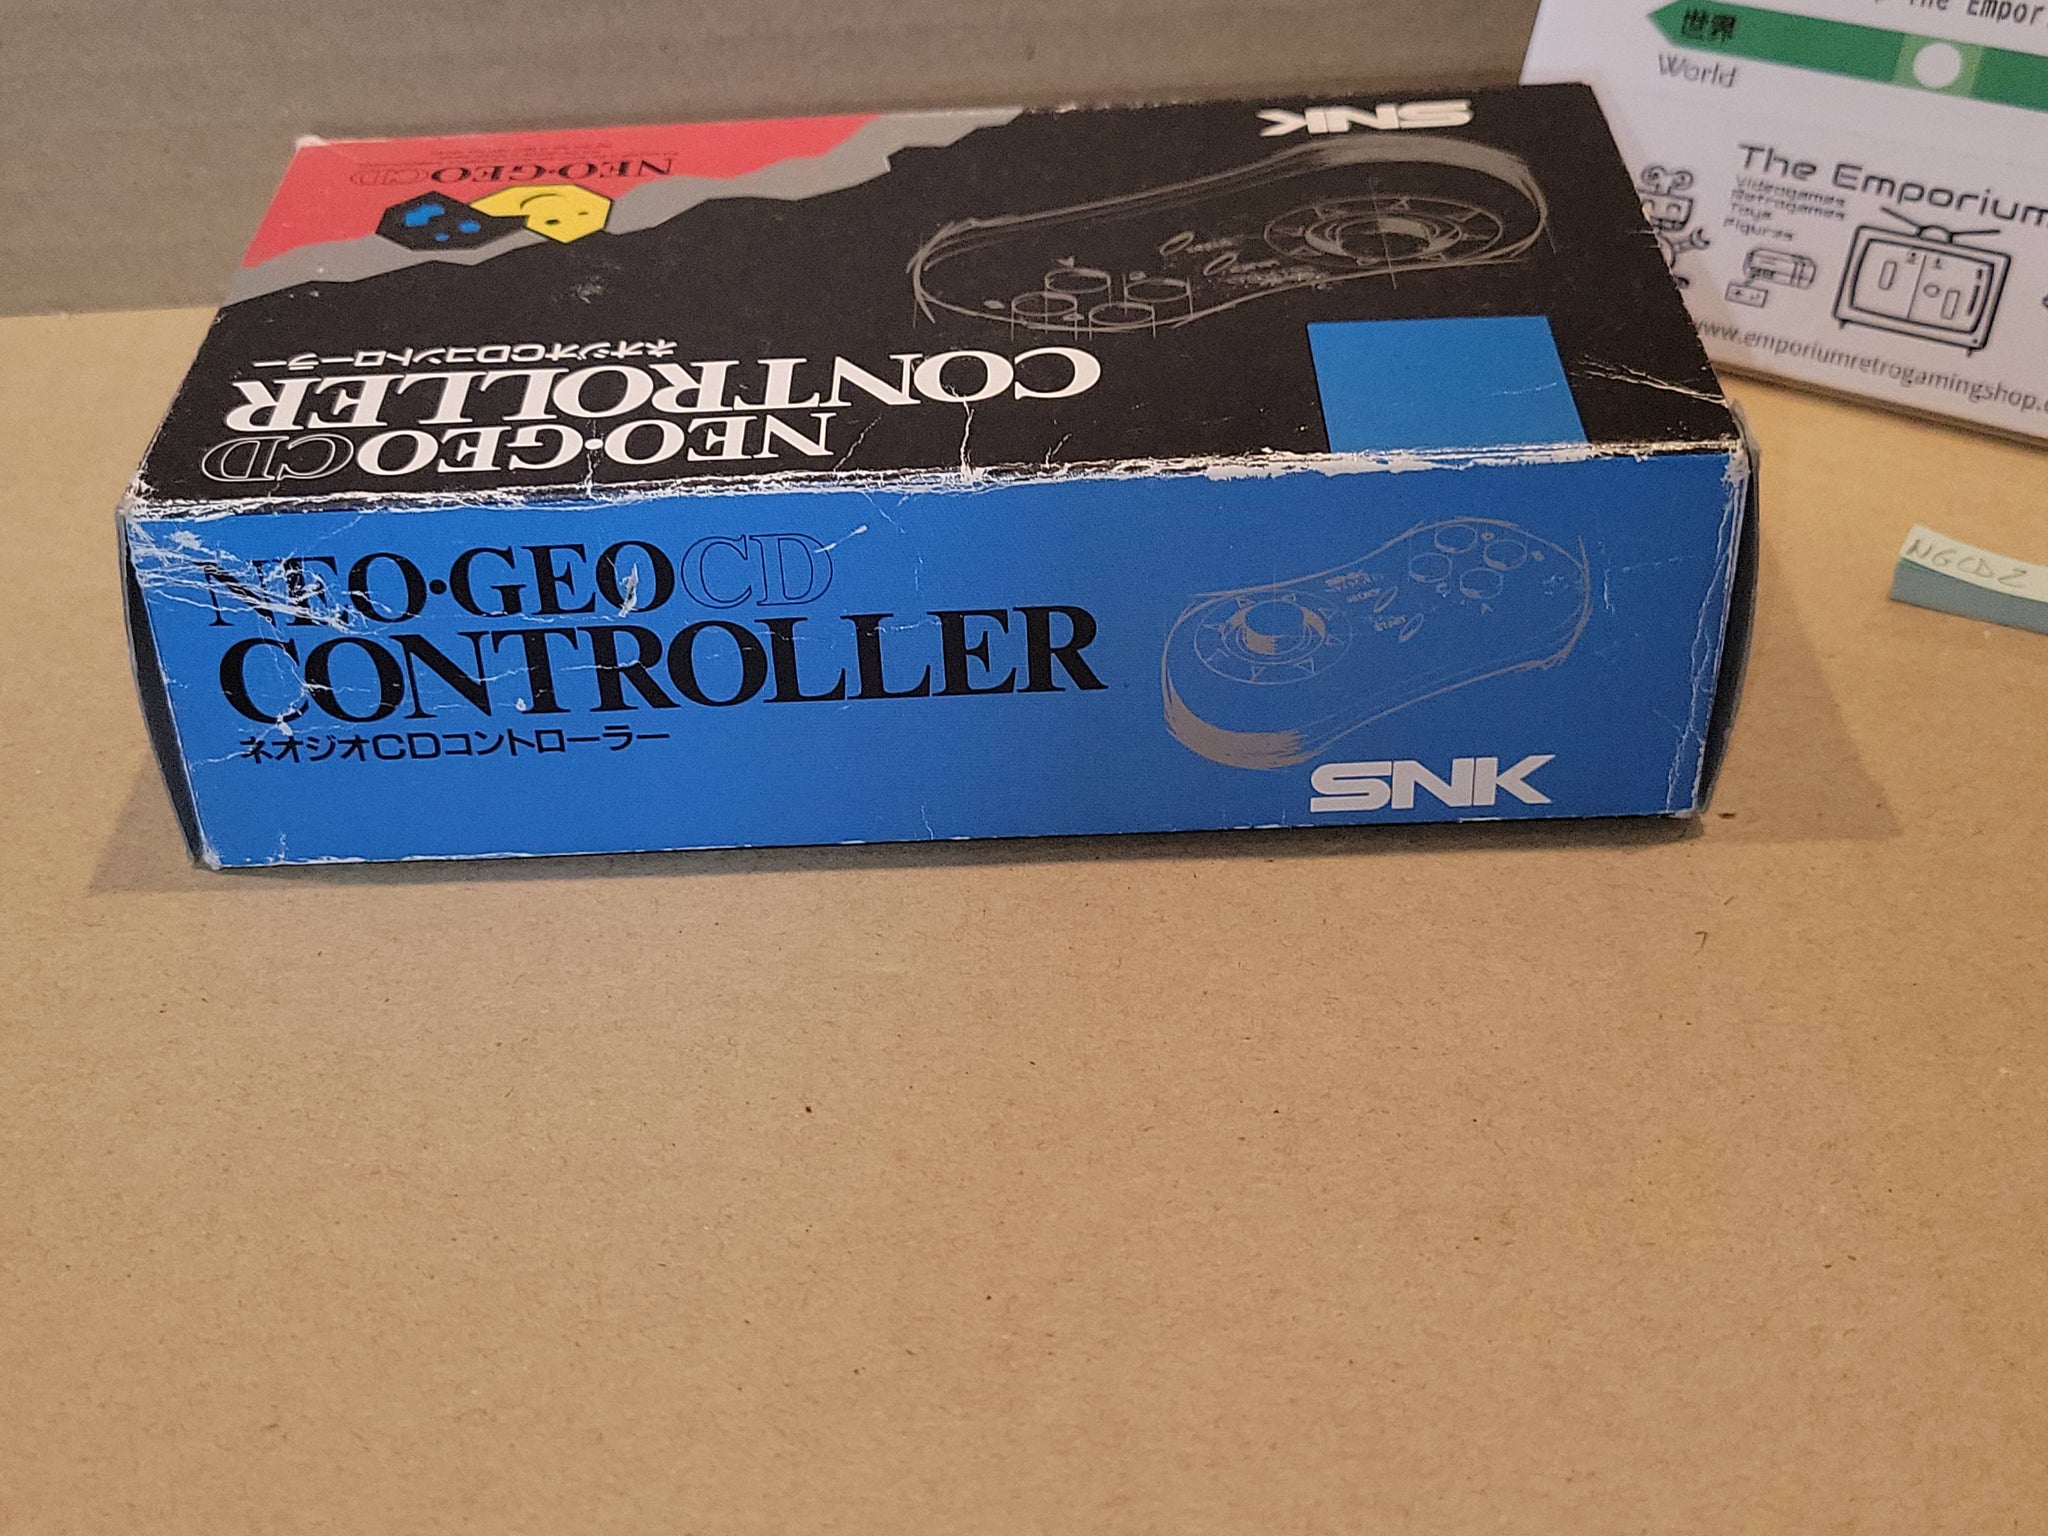 SNK
NEO·GEO CD
ネオジオCDコントローラー
CONTROLLER
NEO·GEO CD
NEO·GEO CD
CONTROLLER
ネオジオCDコントローラー
SNK
The Empor
世界
World
The Emporium
Videogames
Retrogames
Toys
Figures
www.emporiumretrogamingshop.c
NGCD2